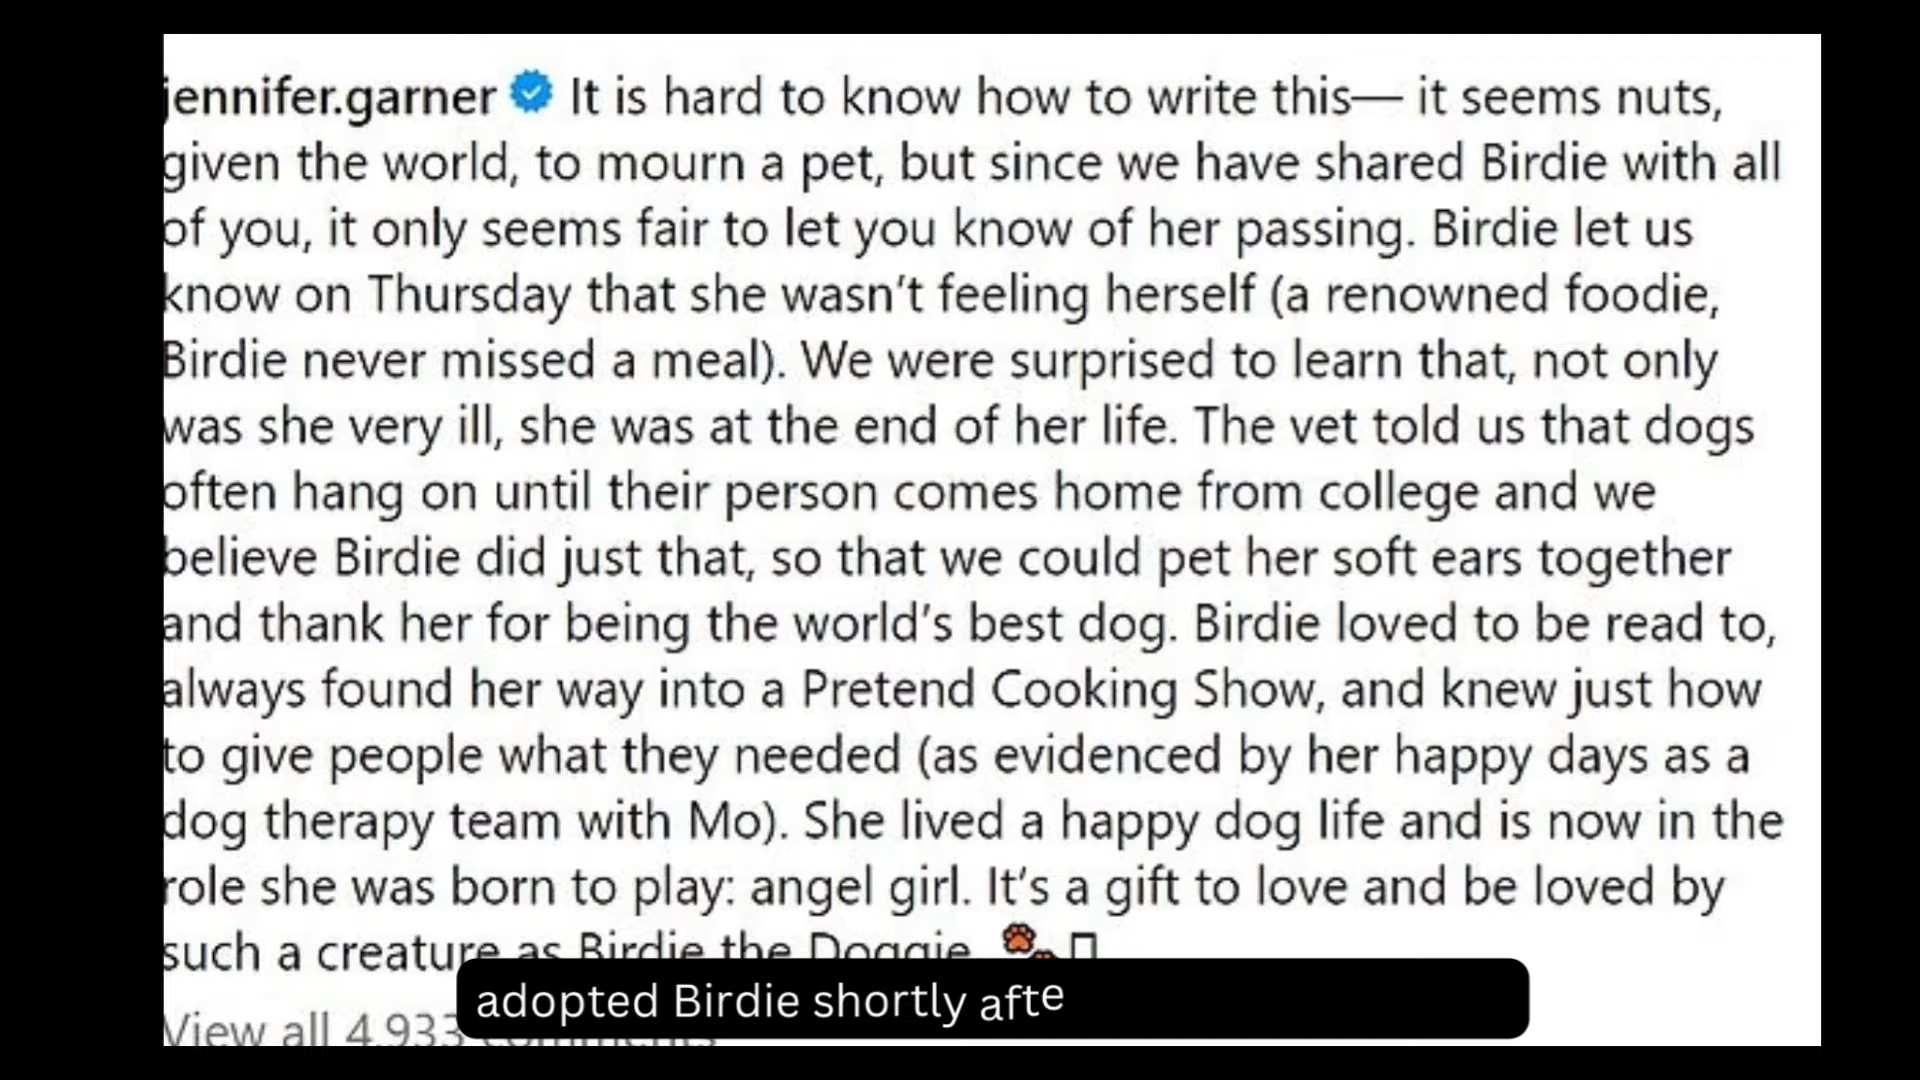 jennifer.garner It is hard to know how to write this— it seems nuts,
given the world, to mourn a pet, but since we have shared Birdie with all
of you, it only seems fair to let you know of her passing. Birdie let us
know on Thursday that she wasn’t feeling herself (a renowned foodie,
Birdie never missed a meal). We were surprised to learn that, not only
was she very ill, she was at the end of her life. The vet told us that dogs
often hang on until their person comes home from college and we
believe Birdie did just that, so that we could pet her soft ears together
and thank her for being the world’s best dog. Birdie loved to be read to,
always found her way into a Pretend Cooking Show, and knew just how
to give people what they needed (as evidenced by her happy days as a
dog therapy team with Mo). She lived a happy dog life and is now in the
role she was born to play: angel girl. It’s a gift to love and be loved by
such a creature as Birdie the Doggie.
View all 4,933 comments
adopted Birdie shortly afte